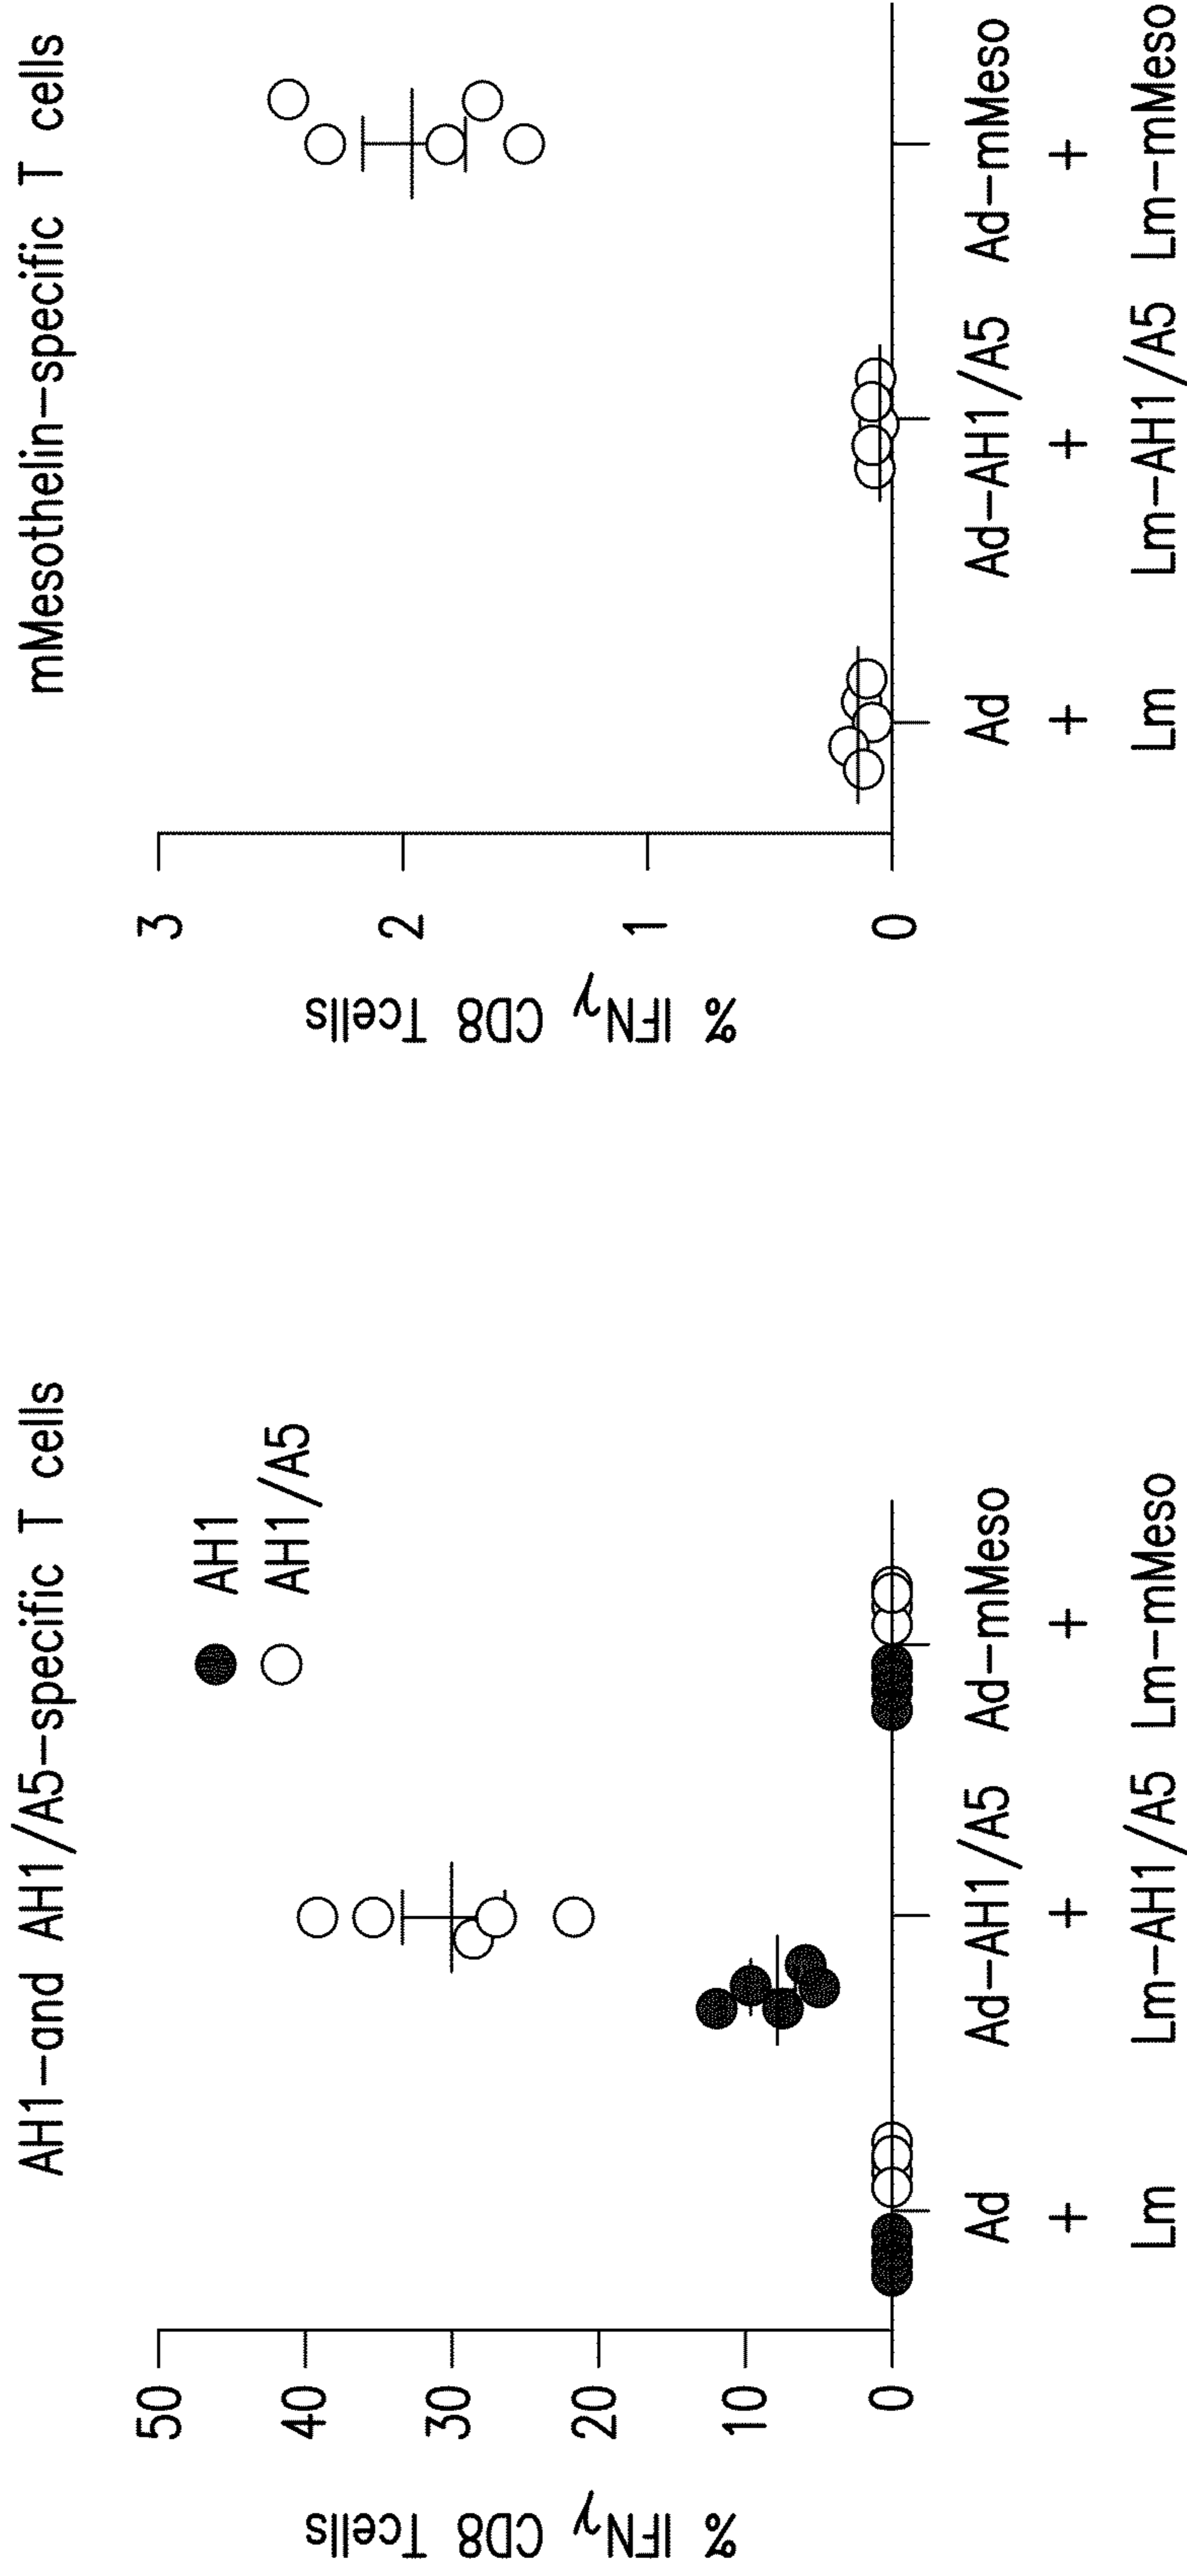 AH1-and AH1/A5-specific T cells
AH1
AH1/A5
% IFNγ CD8 Tcells
50
40
30
20
10
0
Ad Ad-AH1/A5 Ad-mMeso
+ + +
Lm Lm-AH1/A5 Lm-mMeso
mMesothelin-specific T cells
% IFNγ CD8 Tcells
3
2
1
0
Ad Ad-AH1/A5 Ad-mMeso
+ + +
Lm Lm-AH1/A5 Lm-mMeso